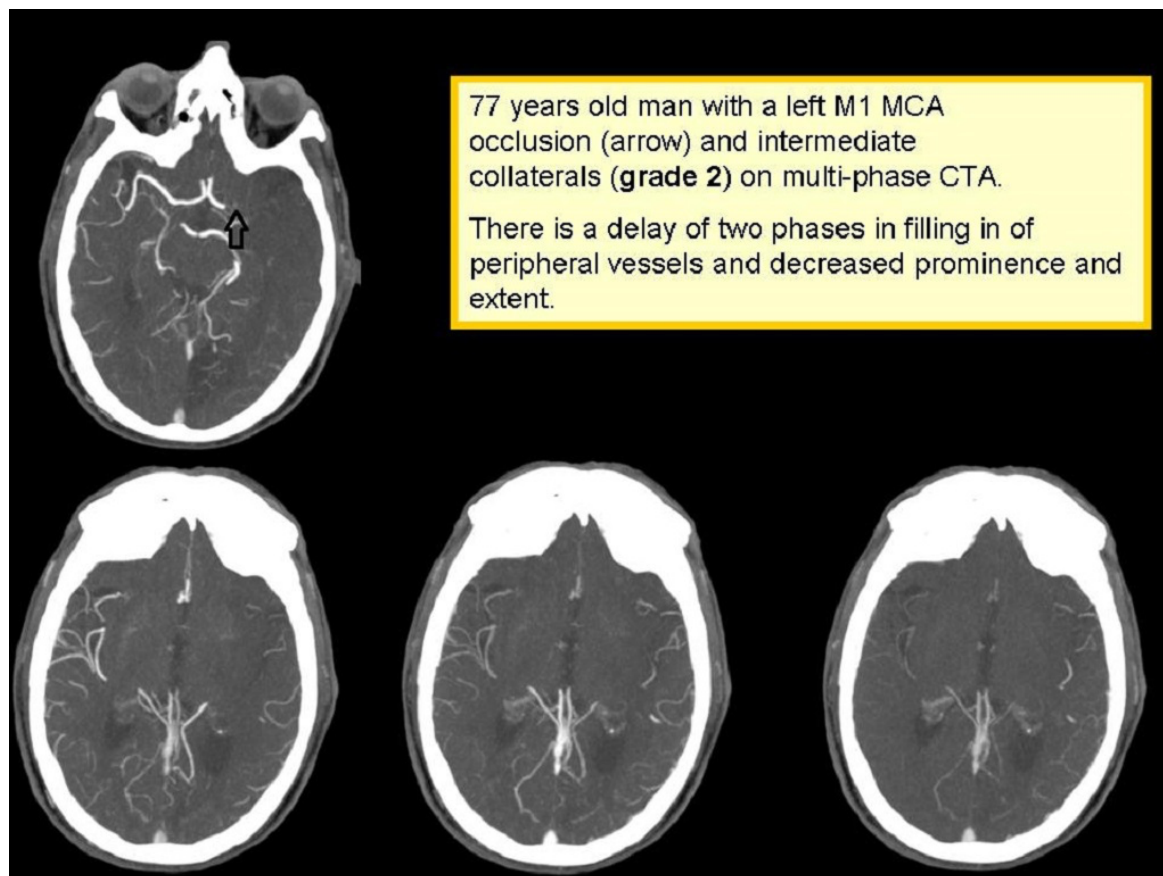 77 years old man with a left M1 MCA
occlusion (arrow) and intermediate
collaterals (grade 2) on multi-phase CTA.
There is a delay of two phases in filling in of
peripheral vessels and decreased prominence and
extent.